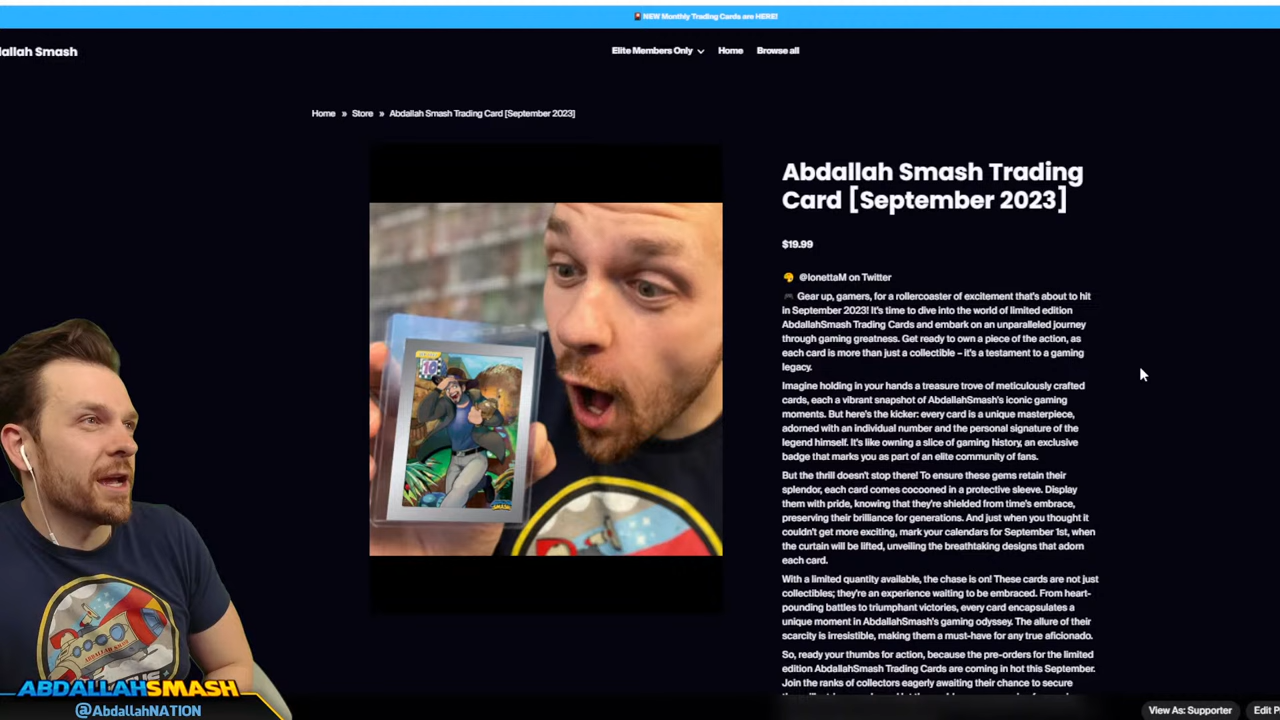 NEW Monthly Trading Cards are HERE!
dallah Smash
Elite Members Only Home Browse all
Home » Store » Abdallah Smash Trading Card [September 2023]
Abdallah Smash Trading
Card [September 2023]
$19.99
@IonettaM on Twitter
Gear up, gamers, for a rollercoaster of excitement that's about to hit
in September 2023! It's time to dive into the world of limited edition
AbdallahSmash Trading Cards and embark on an unparalleled journey
through gaming greatness. Get ready to own a piece of the action, as
each card is more than just a collectible – it's a testament to a gaming
legacy.
Imagine holding in your hands a treasure trove of meticulously crafted
cards, each a vibrant snapshot of AbdallahSmash's iconic gaming
moments. But here's the kicker: every card is a unique masterpiece,
adorned with an individual number and the personal signature of the
legend himself. It's like owning a slice of gaming history, an exclusive
badge that marks you as part of an elite community of fans.
But the thrill doesn't stop there! To ensure these gems retain their
splendor, each card comes cocooned in a protective sleeve. Display
them with pride, knowing that they're shielded from time's embrace,
preserving their brilliance for generations. And just when you thought it
couldn't get more exciting, mark your calendars for September 1st, when
the curtain will be lifted, unveiling the breathtaking designs that adorn
each card.
With a limited quantity available, the chase is on! These cards are not just
collectibles; they're an experience waiting to be embraced. From heart-
pounding battles to triumphant victories, every card encapsulates a
unique moment in AbdallahSmash's gaming odyssey. The allure of their
scarcity is irresistible, making them a must-have for any true aficionado.
So, ready your thumbs for action, because the pre-orders for the limited
edition AbdallahSmash Trading Cards are coming in hot this September.
Join the ranks of collectors eagerly awaiting their chance to secure
10
SMASH
ABDALLAHSMASH
@AbdallahNATION
View As: Supporter
Edit P